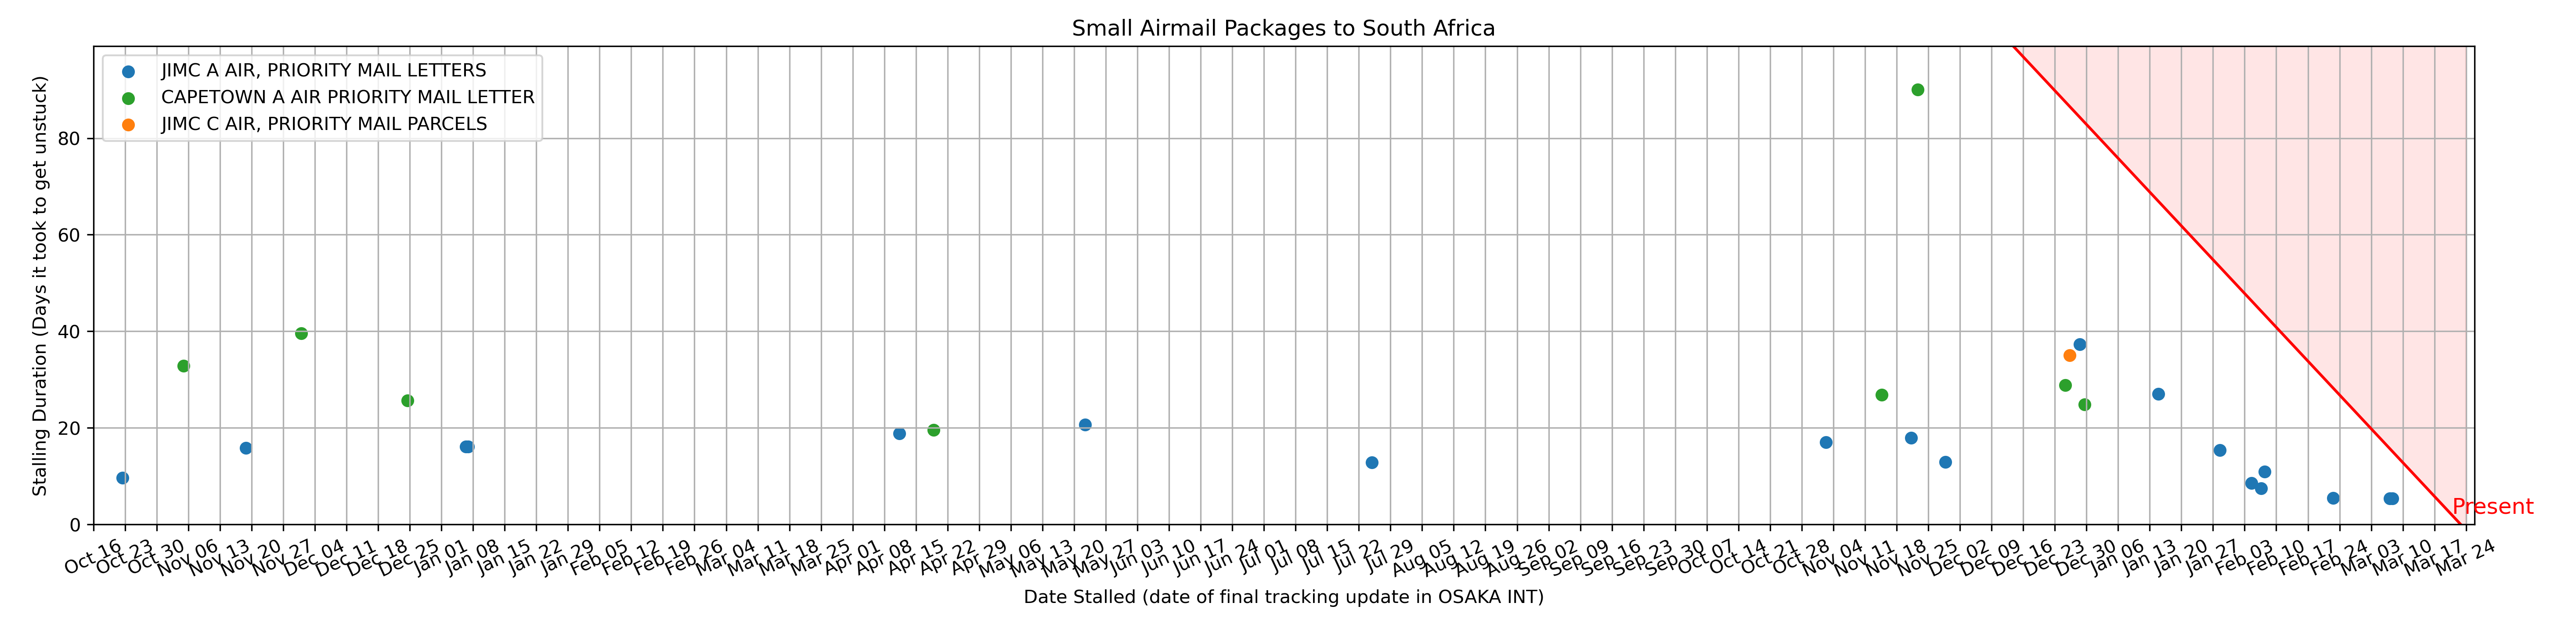 Small Airmail Packages to South Africa
JIMC A AIR, PRIORITY MAIL LETTERS
CAPETOWN A AIR PRIORITY MAIL LETTER
JIMC C AIR, PRIORITY MAIL PARCELS
Stalling Duration (Days it took to get unstuck)
80
60
40
20
0
Present
Oct 16
Oct 23
Oct 30
Nov 06
Nov 13
Nov 20
Nov 27
Dec 04
Dec 11
Dec 18
Dec 25
Jan 01
Jan 08
Jan 15
Jan 22
Jan 29
Feb 05
Feb 12
Feb 19
Feb 26
Mar 04
Mar 11
Mar 18
Mar 25
Apr 01
Apr 08
Apr 15
Apr 22
Apr 29
May 06
May 13
May 20
May 27
Jun 03
Jun 10
Jun 17
Jun 24
Jul 01
Jul 08
Jul 15
Jul 22
Jul 29
Aug 05
Aug 12
Aug 19
Aug 26
Sep 02
Sep 09
Sep 16
Sep 23
Sep 30
Oct 07
Oct 14
Oct 21
Oct 28
Nov 04
Nov 11
Nov 18
Nov 25
Dec 02
Dec 09
Dec 16
Dec 23
Dec 30
Jan 06
Jan 13
Jan 20
Jan 27
Feb 03
Feb 10
Feb 17
Feb 24
Mar 03
Mar 10
Mar 17
Mar 24
Date Stalled (date of final tracking update in OSAKA INT)